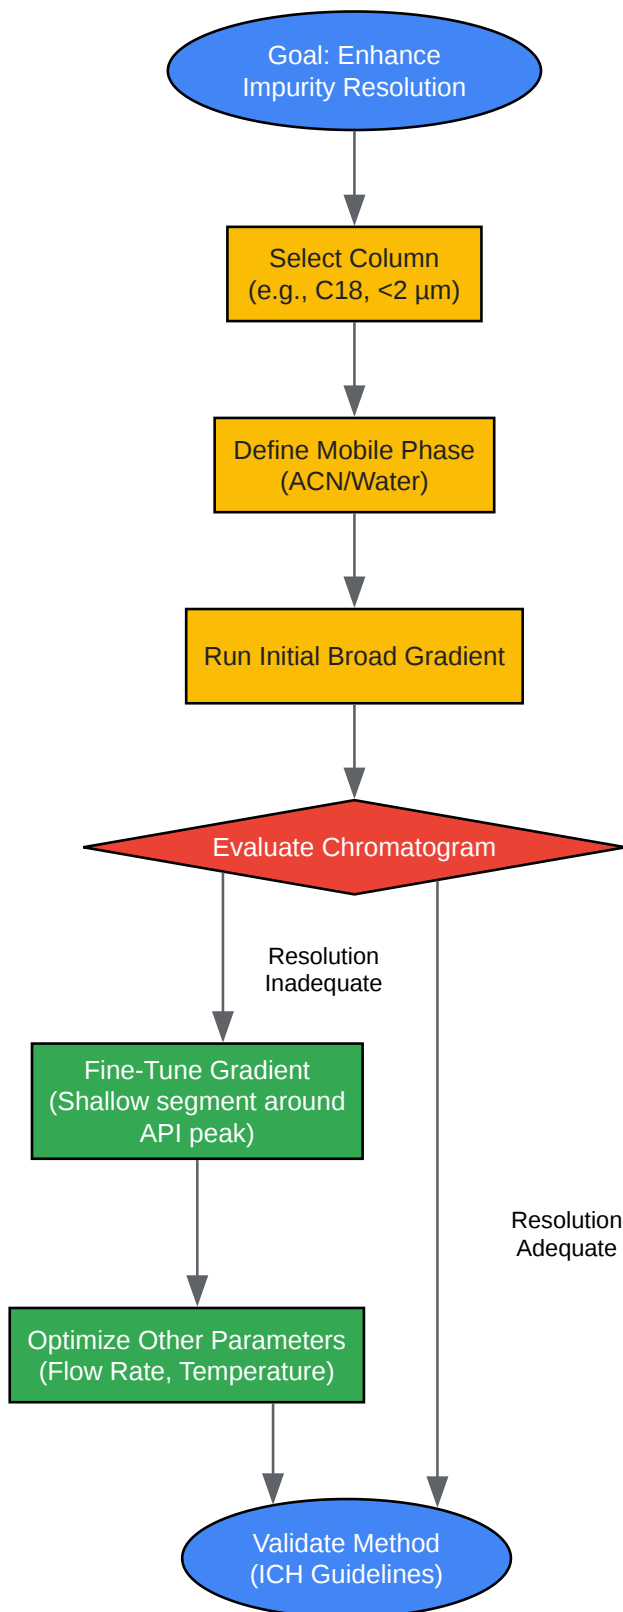 Goal: Enhance
Impurity Resolution
Select Column
(e.g., C18, <2 µm)
Define Mobile Phase
(ACN/Water)
Run Initial Broad Gradient
Evaluate Chromatogram
Resolution
Inadequate
Fine-Tune Gradient
(Shallow segment around
API peak)
Resolution
Adequate
Optimize Other Parameters
(Flow Rate, Temperature)
Validate Method
(ICH Guidelines)